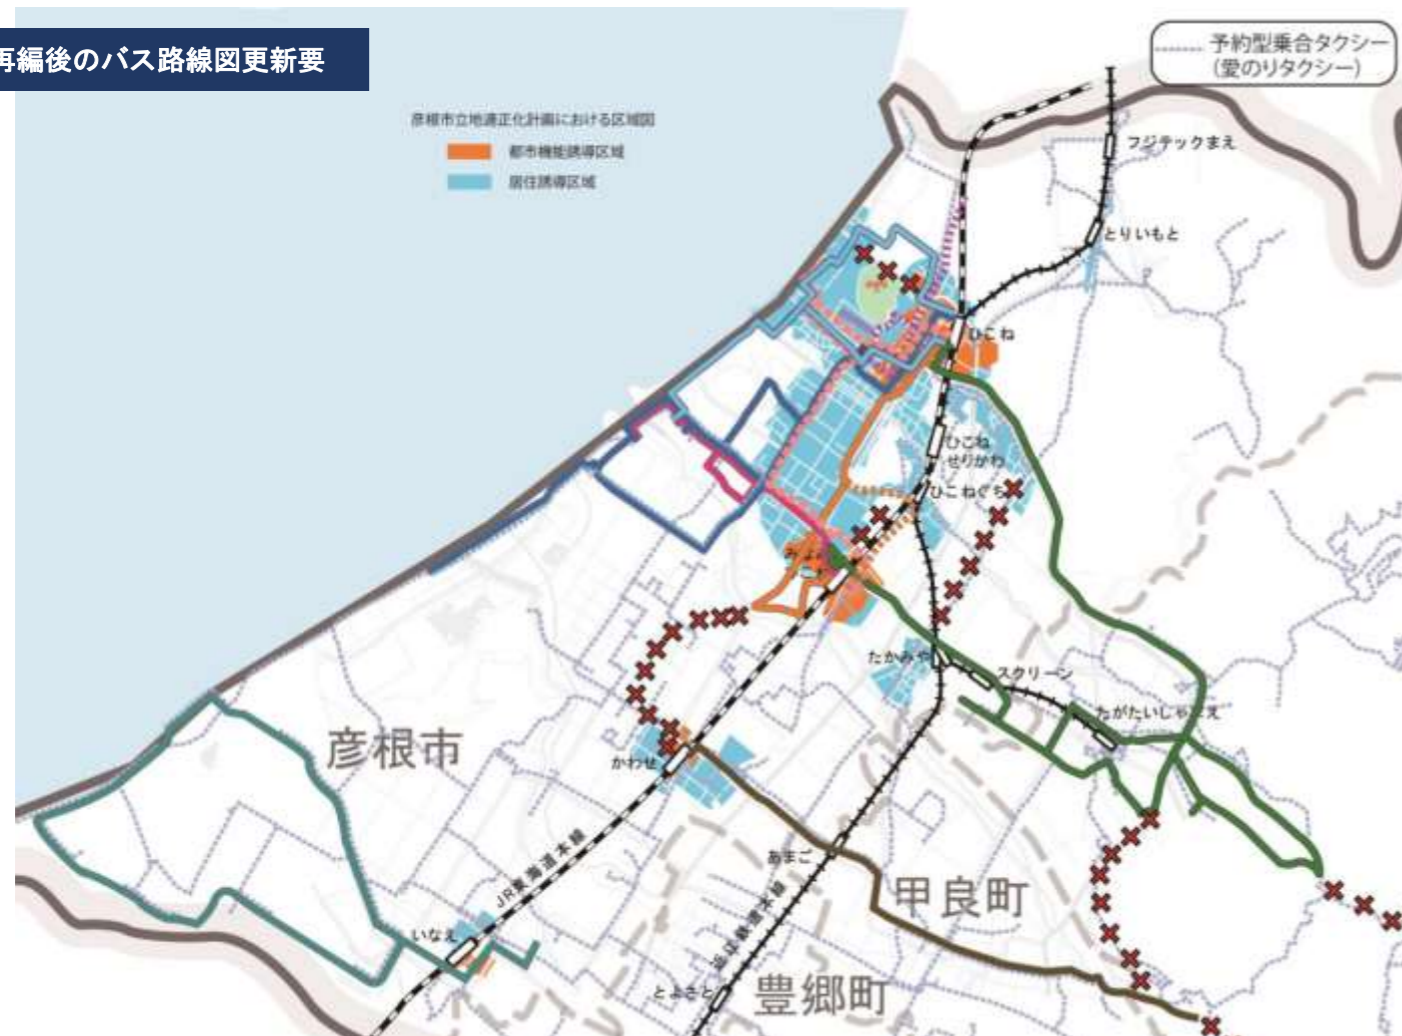 再編後のバス路線図更新要
予約型乗合タクシー
(愛のりタクシー)
彦根市立地適正化計画における区域図
都市機能誘導区域
居住誘導区域
フジテックまえ
とりいもと
ひこね
ひこね
せりかわ
ひこねぐち
たかみや
スクリーン
彦根市
かわせ
JR東海道本線
あまご
甲良町
近江鉄道本線
いなえ
とよさと
豊郷町